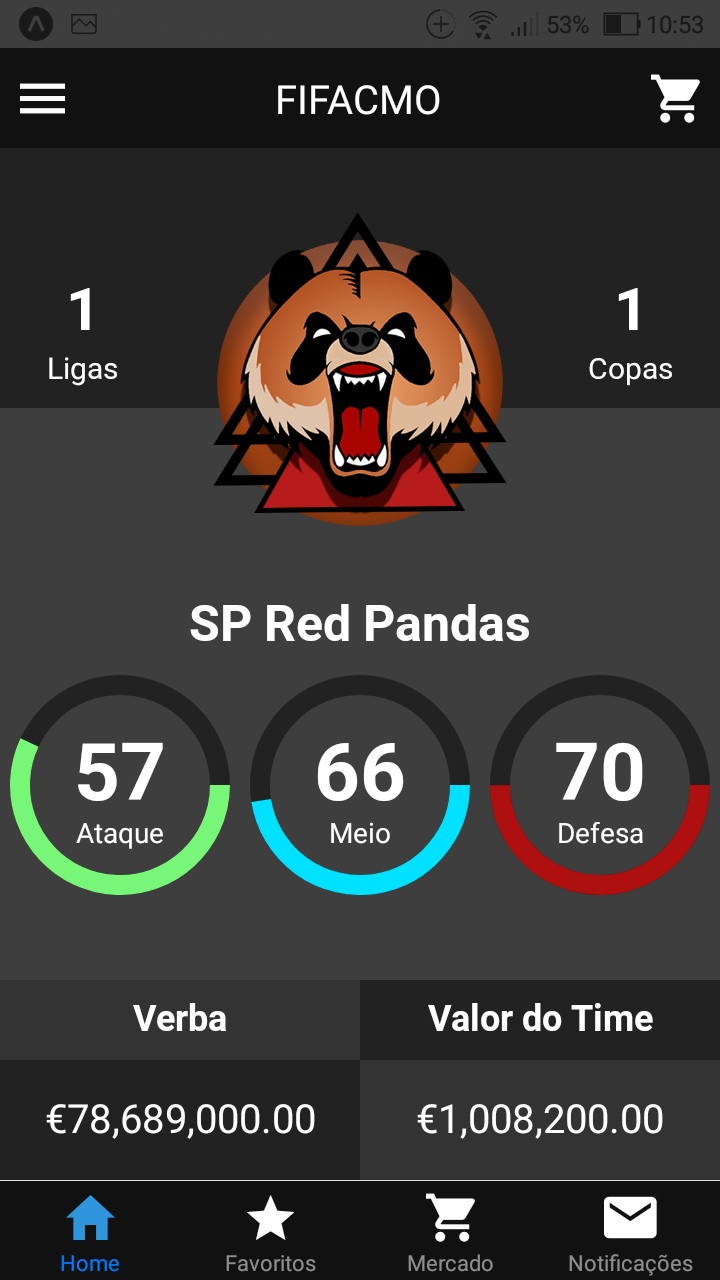 53% 10:53
FIFACMO
1 1
Ligas Copas
SP Red Pandas
57 66 70
Ataque Meio Defesa
Verba Valor do Time
€78,689,000.00 €1,008,200.00
Home Favoritos Mercado Notificações